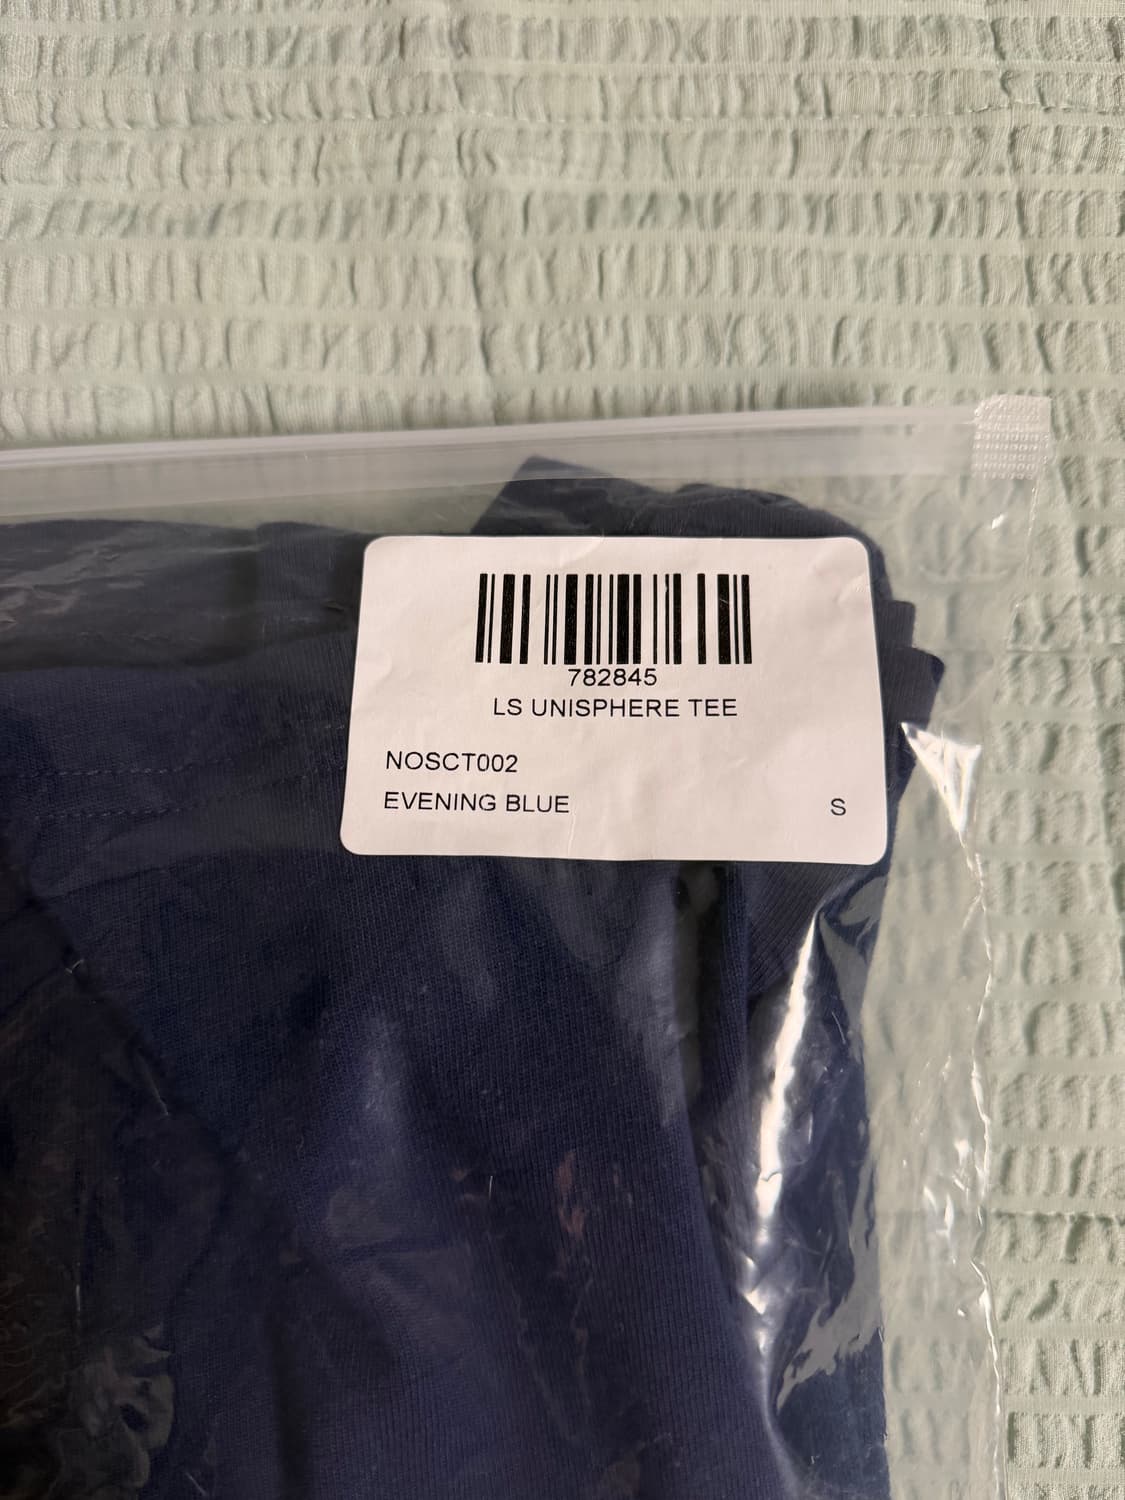 782845
LS UNISPHERE TEE
NOSCT002
EVENING BLUE
S